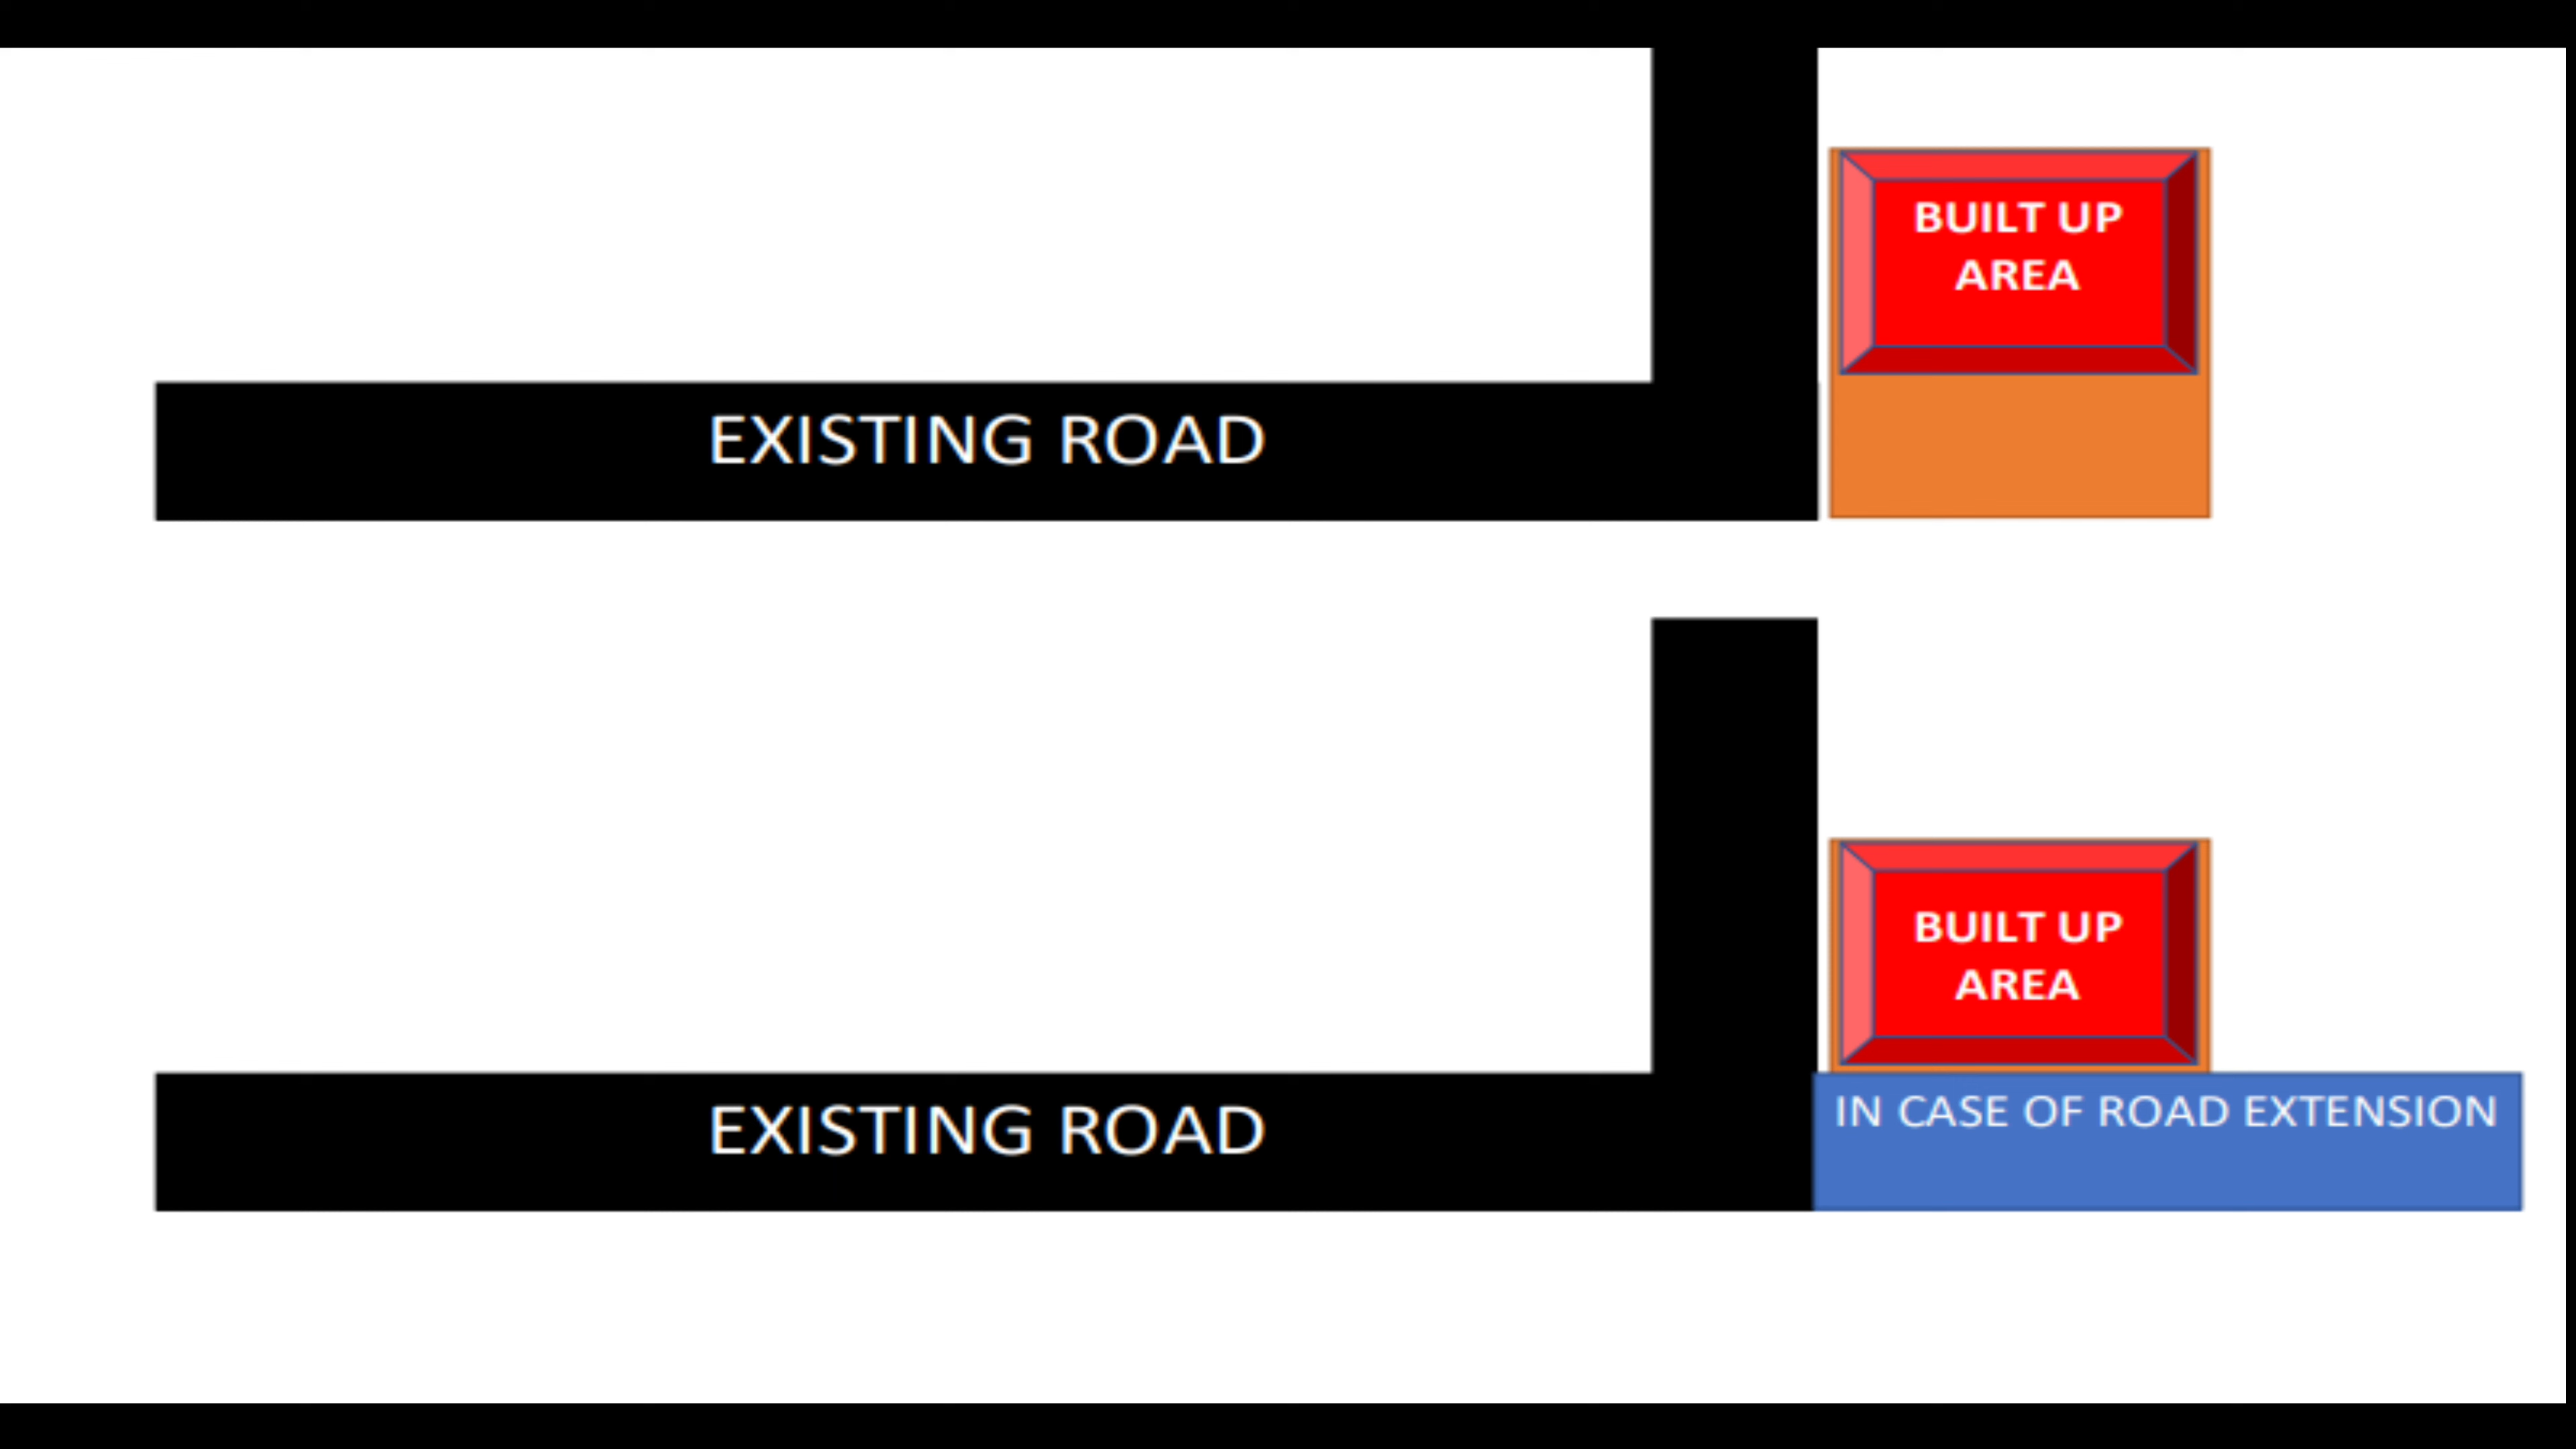 BUILT UP
AREA
EXISTING ROAD
BUILT UP
AREA
EXISTING ROAD
IN CASE OF ROAD EXTENSION